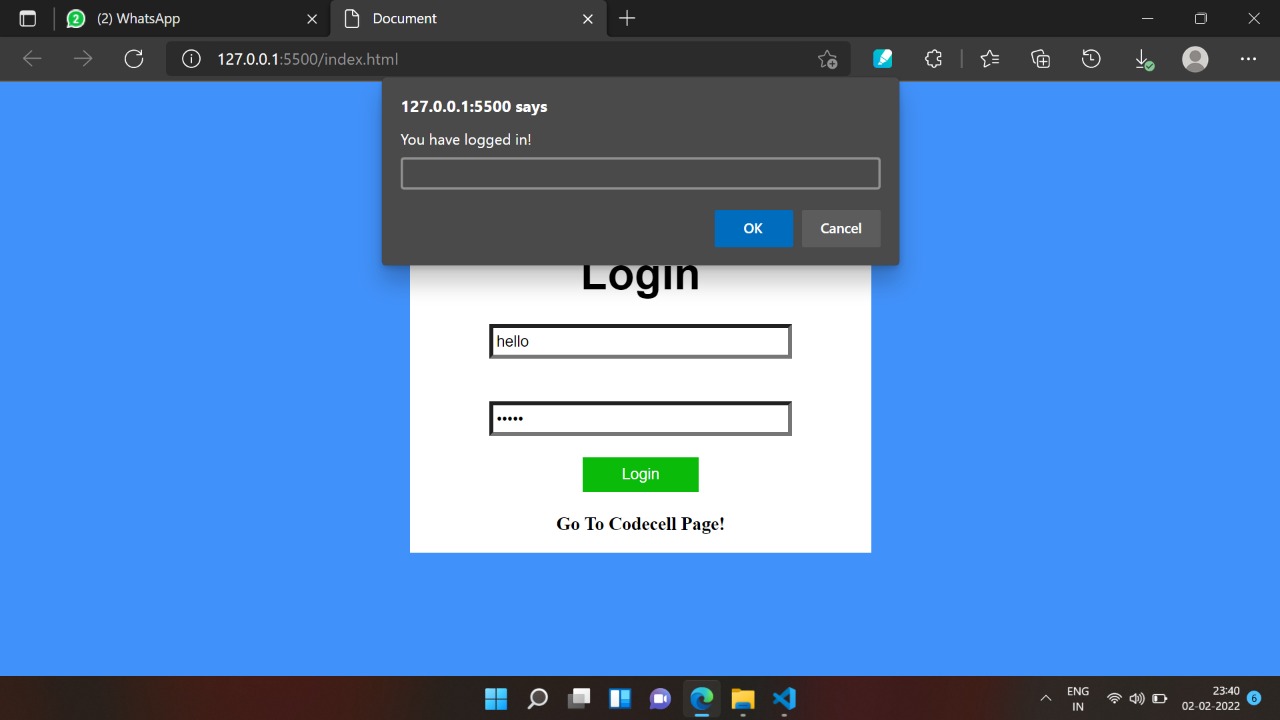 2
(2) WhatsApp
Document
127.0.0.1:5500/index.html
127.0.0.1:5500 says
You have logged in!
OK
Cancel
Login
hello
•••••
Login
Go To Codecell Page!
ENG
IN
23:40
02-02-2022
6